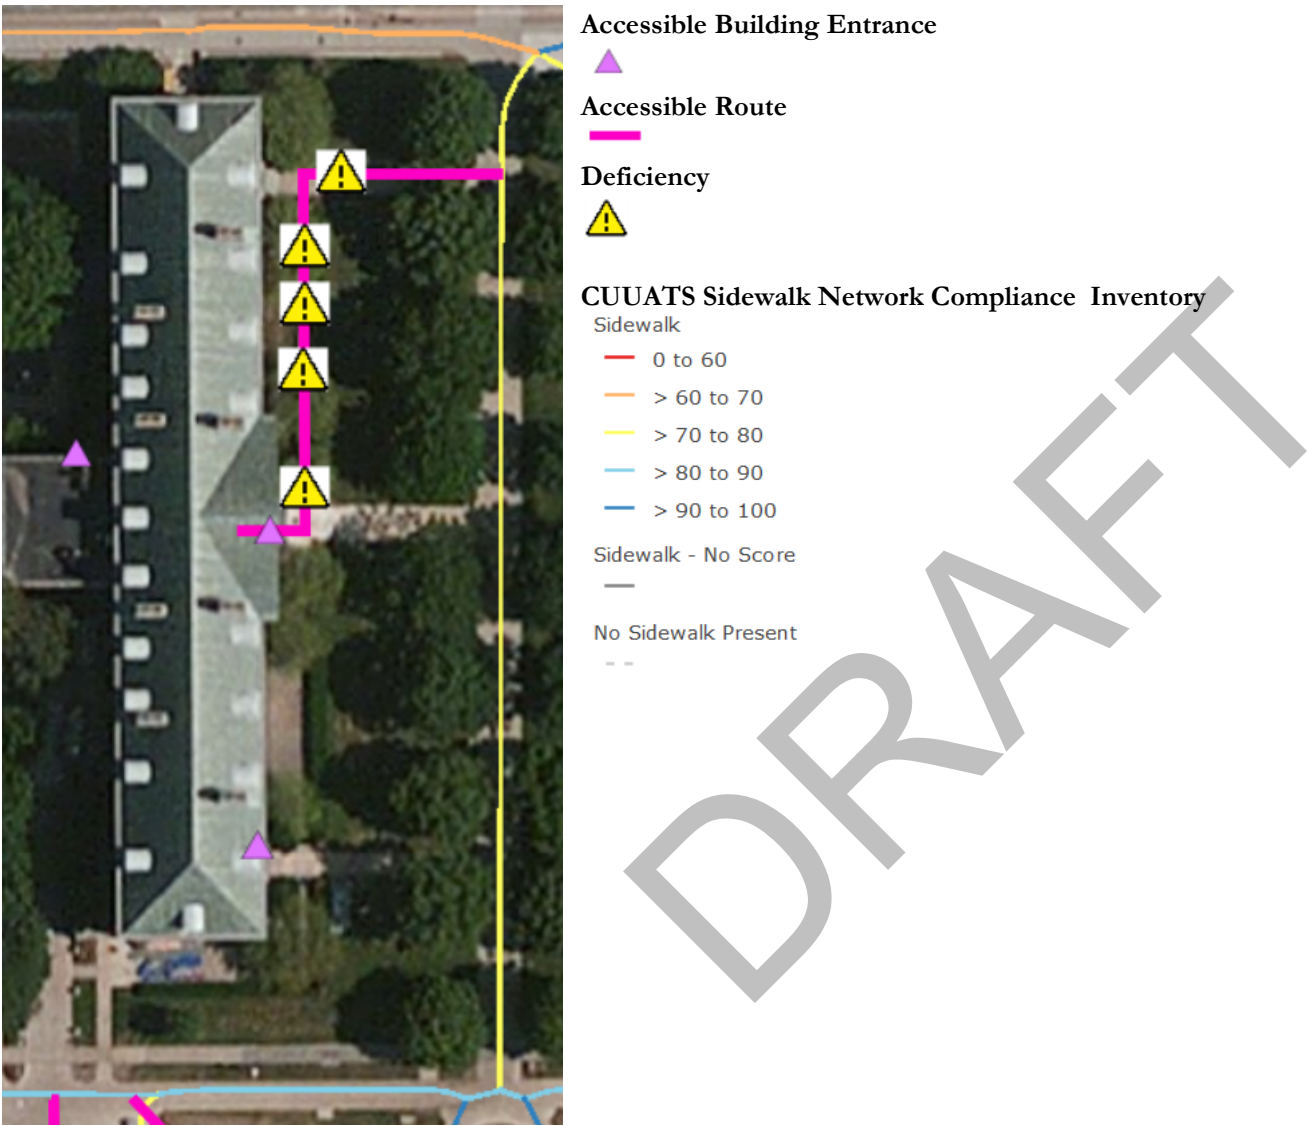 Accessible Building Entrance
Accessible Route
Deficiency
CUUATS Sidewalk Network Compliance  Inventory
Sidewalk
0 to 60
> 60 to 70
> 70 to 80
> 80 to 90
> 90 to 100
Sidewalk - No Score
No Sidewalk Present
DRAFT